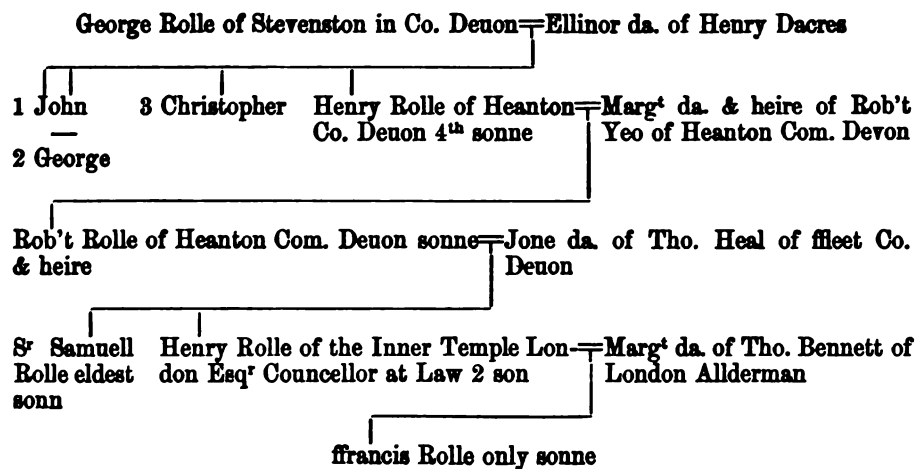 George Rolle of Stevenston in Co. Deuon=Ellinor da. of Henry Dacres
1 John 3 Christopher Henry Rolle of Heanton=Margᵗ da. & heire of Rob't
Co. Deuon 4ᵗʰ sonne Yeo of Heanton Com. Devon
2 George
Rob't Rolle of Heanton Com. Deuon sonne=Jone da. of Tho. Heal of ffleet Co.
& heire Deuon
Sʳ Samuell Henry Rolle of the Inner Temple Lon-=Margᵗ da. of Tho. Bennett of
Rolle eldest don Esqʳ Councellor at Law 2 son London Allderman
sonn
ffrancis Rolle only sonne